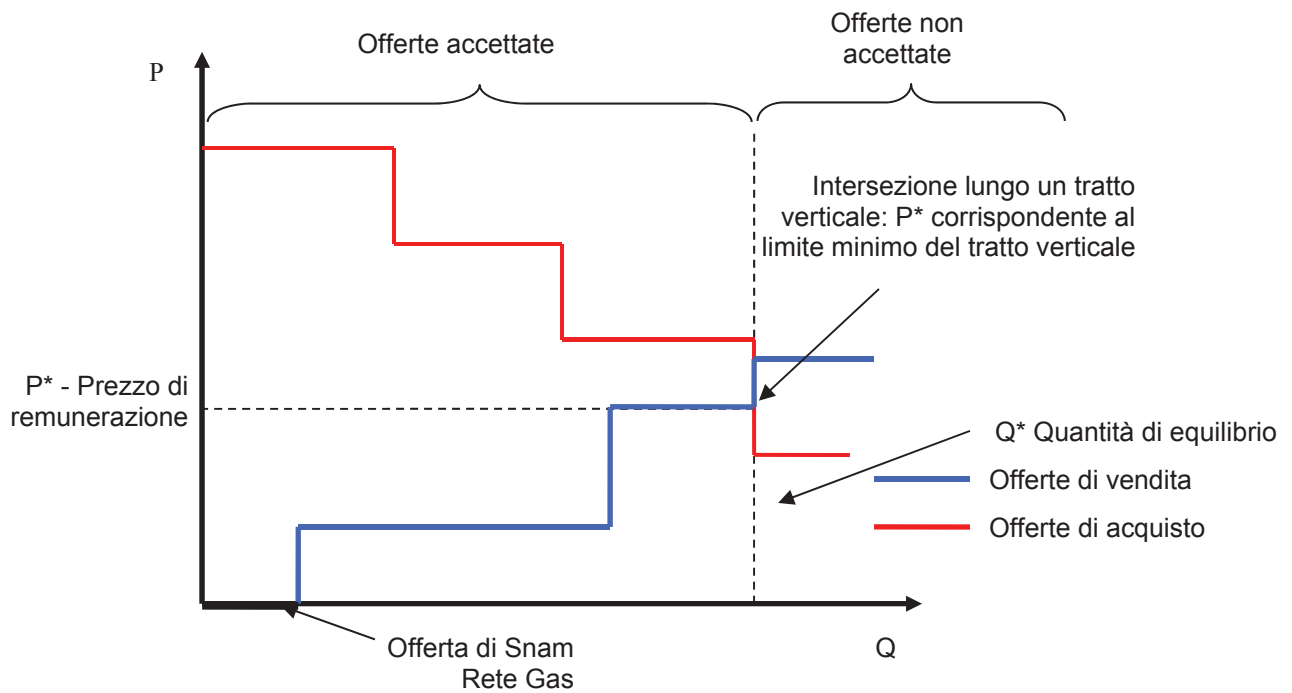 Offerte accettate
Offerte non
accettate
P
Intersezione lungo un tratto
verticale: P* corrispondente al
limite minimo del tratto verticale
P* - Prezzo di
remunerazione
Q* Quantità di equilibrio
Offerte di vendita
Offerte di acquisto
Offerta di Snam
Rete Gas
Q